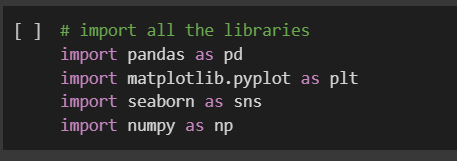 [ ] # import all the libraries
import pandas as pd
import matplotlib.pyplot as plt
import seaborn as sns
import numpy as np